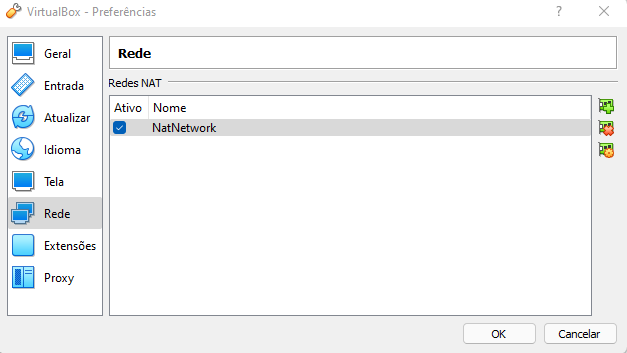 VirtualBox - Preferências
?
Geral
Entrada
Atualizar
Idioma
Tela
Rede
Extensões
Proxy
Rede
Redes NAT
Ativo Nome
NatNetwork
OK Cancelar